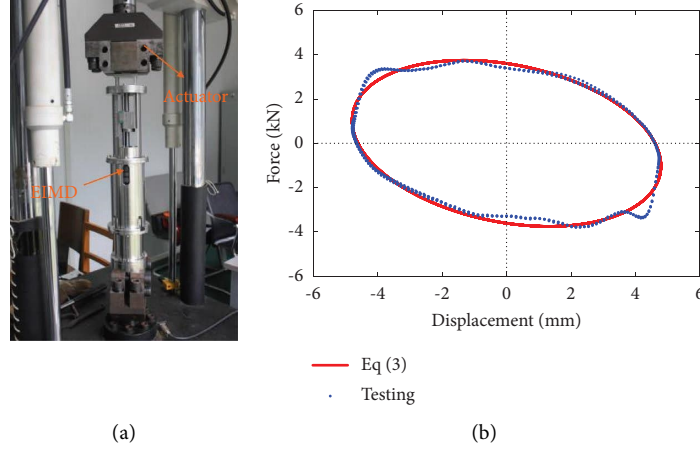 Actuator
EIMD
(a)
6
4
2
0
-2
-4
-6
Force (kN)
-6 -4 -2 0 2 4 6
Displacement (mm)
Eq (3)
Testing
(b)